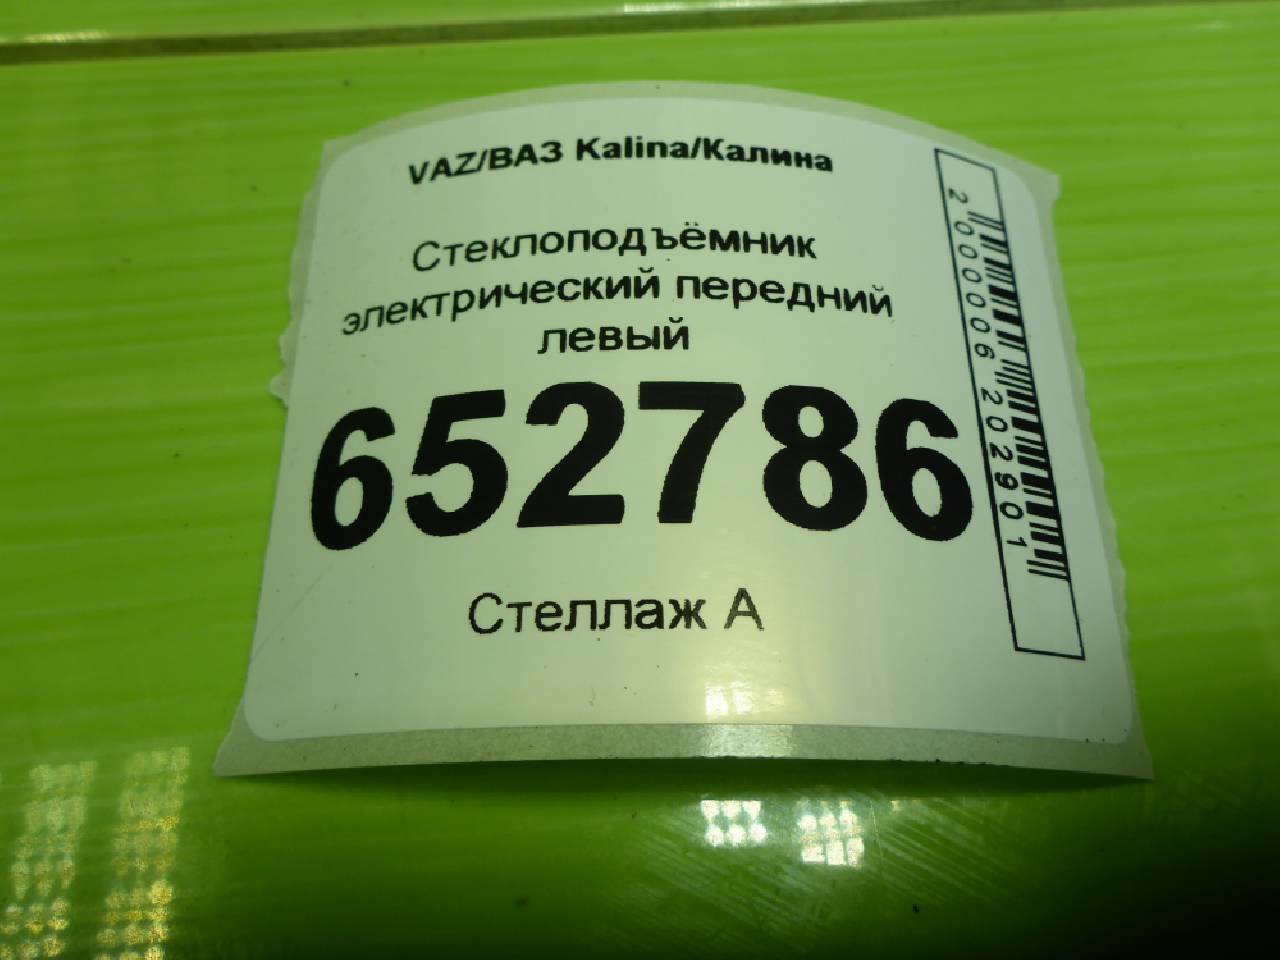 VAZ/ВАЗ Kalina/Калина
Стеклоподъёмник
электрический передний
левый
652786
Стеллаж А
2000006202901